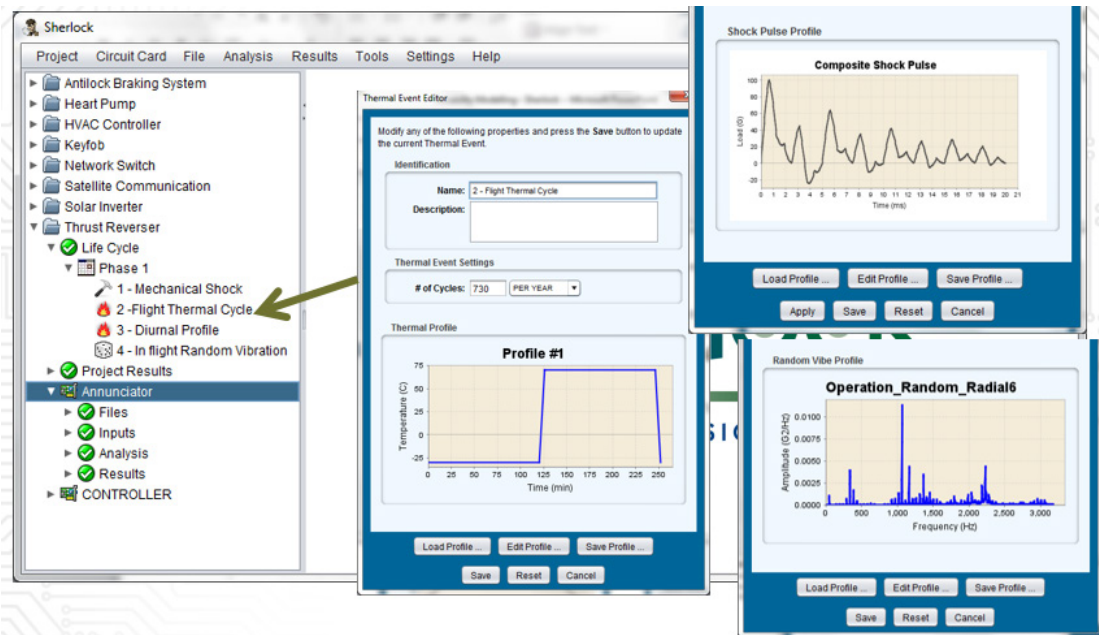 Sherlock
Project Circuit Card File Analysis Results Tools Settings Help
Antilock Braking System
Heart Pump
HVAC Controller
Keyfob
Network Switch
Satellite Communication
Solar Inverter
Thrust Reverser
Life Cycle
Phase 1
1 - Mechanical Shock
2 -Flight Thermal Cycle
3 - Diurnal Profile
4 - In flight Random Vibration
Project Results
Annunciator
Files
Inputs
Analysis
Results
CONTROLLER
Thermal Event Editor
Modify any of the following properties and press the Save button to update
the current Thermal Event.
Identification
Name: 2 - Flight Thermal Cycle
Description:
Thermal Event Settings
# of Cycles: 730 PER YEAR
Thermal Profile
Profile #1
Temperature (C)
75
50
25
0
-25
0 25 50 75 100 125 150 175 200 225 250
Time (min)
Load Profile ... Edit Profile ... Save Profile ...
Save Reset Cancel
Shock Pulse Profile
Composite Shock Pulse
Load (G)
100
80
60
40
20
0
-20
0 1 2 3 4 5 6 7 8 9 10 11 12 13 14 15 16 17 18 19 20 21
Time (ms)
Load Profile ... Edit Profile ... Save Profile ...
Apply Save Reset Cancel
Random Vibe Profile
Operation_Random_Radial6
Amplitude (G2/Hz)
0.0100
0.0075
0.0050
0.0025
0.0000
0 500 1,000 1,500 2,000 2,500 3,000
Frequency (Hz)
Load Profile ... Edit Profile ... Save Profile ...
Save Reset Cancel